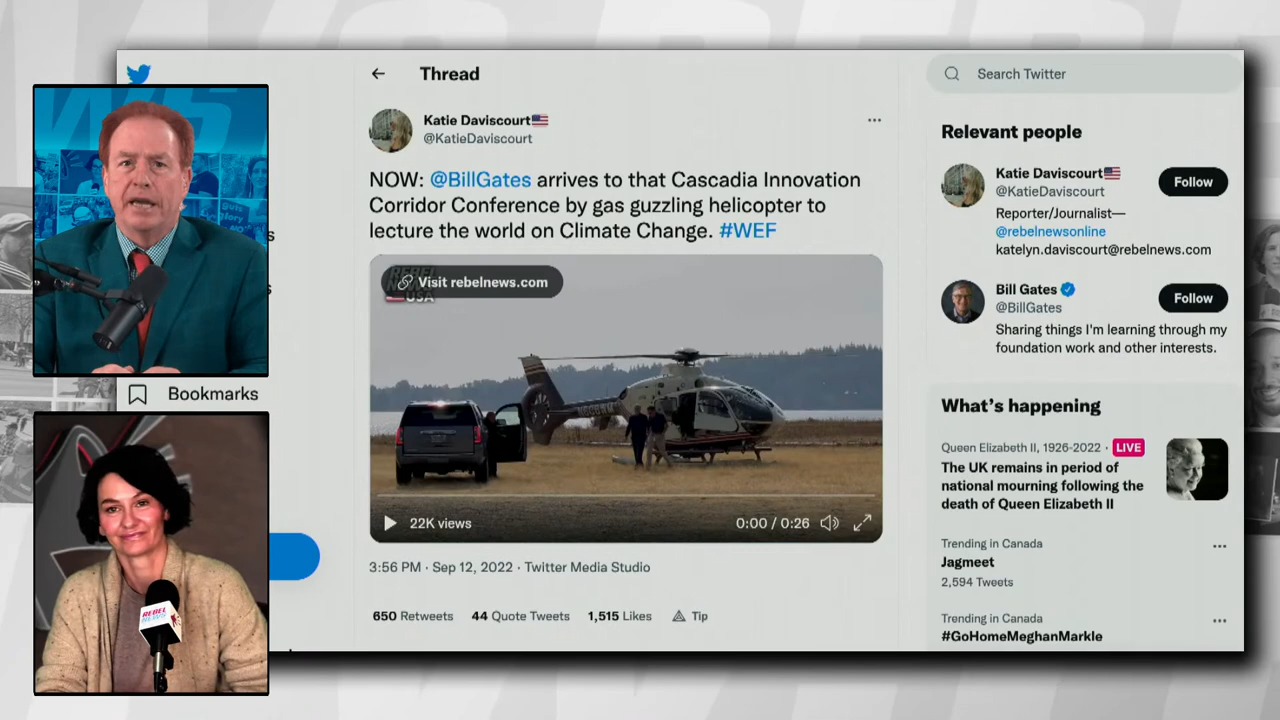 Thread
Search Twitter
Katie Daviscourt
@KatieDaviscourt
NOW: @BillGates arrives to that Cascadia Innovation
Corridor Conference by gas guzzling helicopter to
lecture the world on Climate Change. #WEF
Visit rebelnews.com
USA
22K views
0:00 / 0:26
3:56 PM · Sep 12, 2022 · Twitter Media Studio
650 Retweets 44 Quote Tweets 1,515 Likes Tip
Relevant people
Katie Daviscourt
@KatieDaviscourt
Follow
Reporter/Journalist—
@rebelnewsonline
katelyn.daviscourt@rebelnews.com
Bill Gates
@BillGates
Follow
Sharing things I'm learning through my
foundation work and other interests.
What's happening
Queen Elizabeth II, 1926-2022 · LIVE
The UK remains in period of
national mourning following the
death of Queen Elizabeth II
Trending in Canada
Jagmeet
2,594 Tweets
Trending in Canada
#GoHomeMeghanMarkle
Bookmarks
REBEL
NEWS